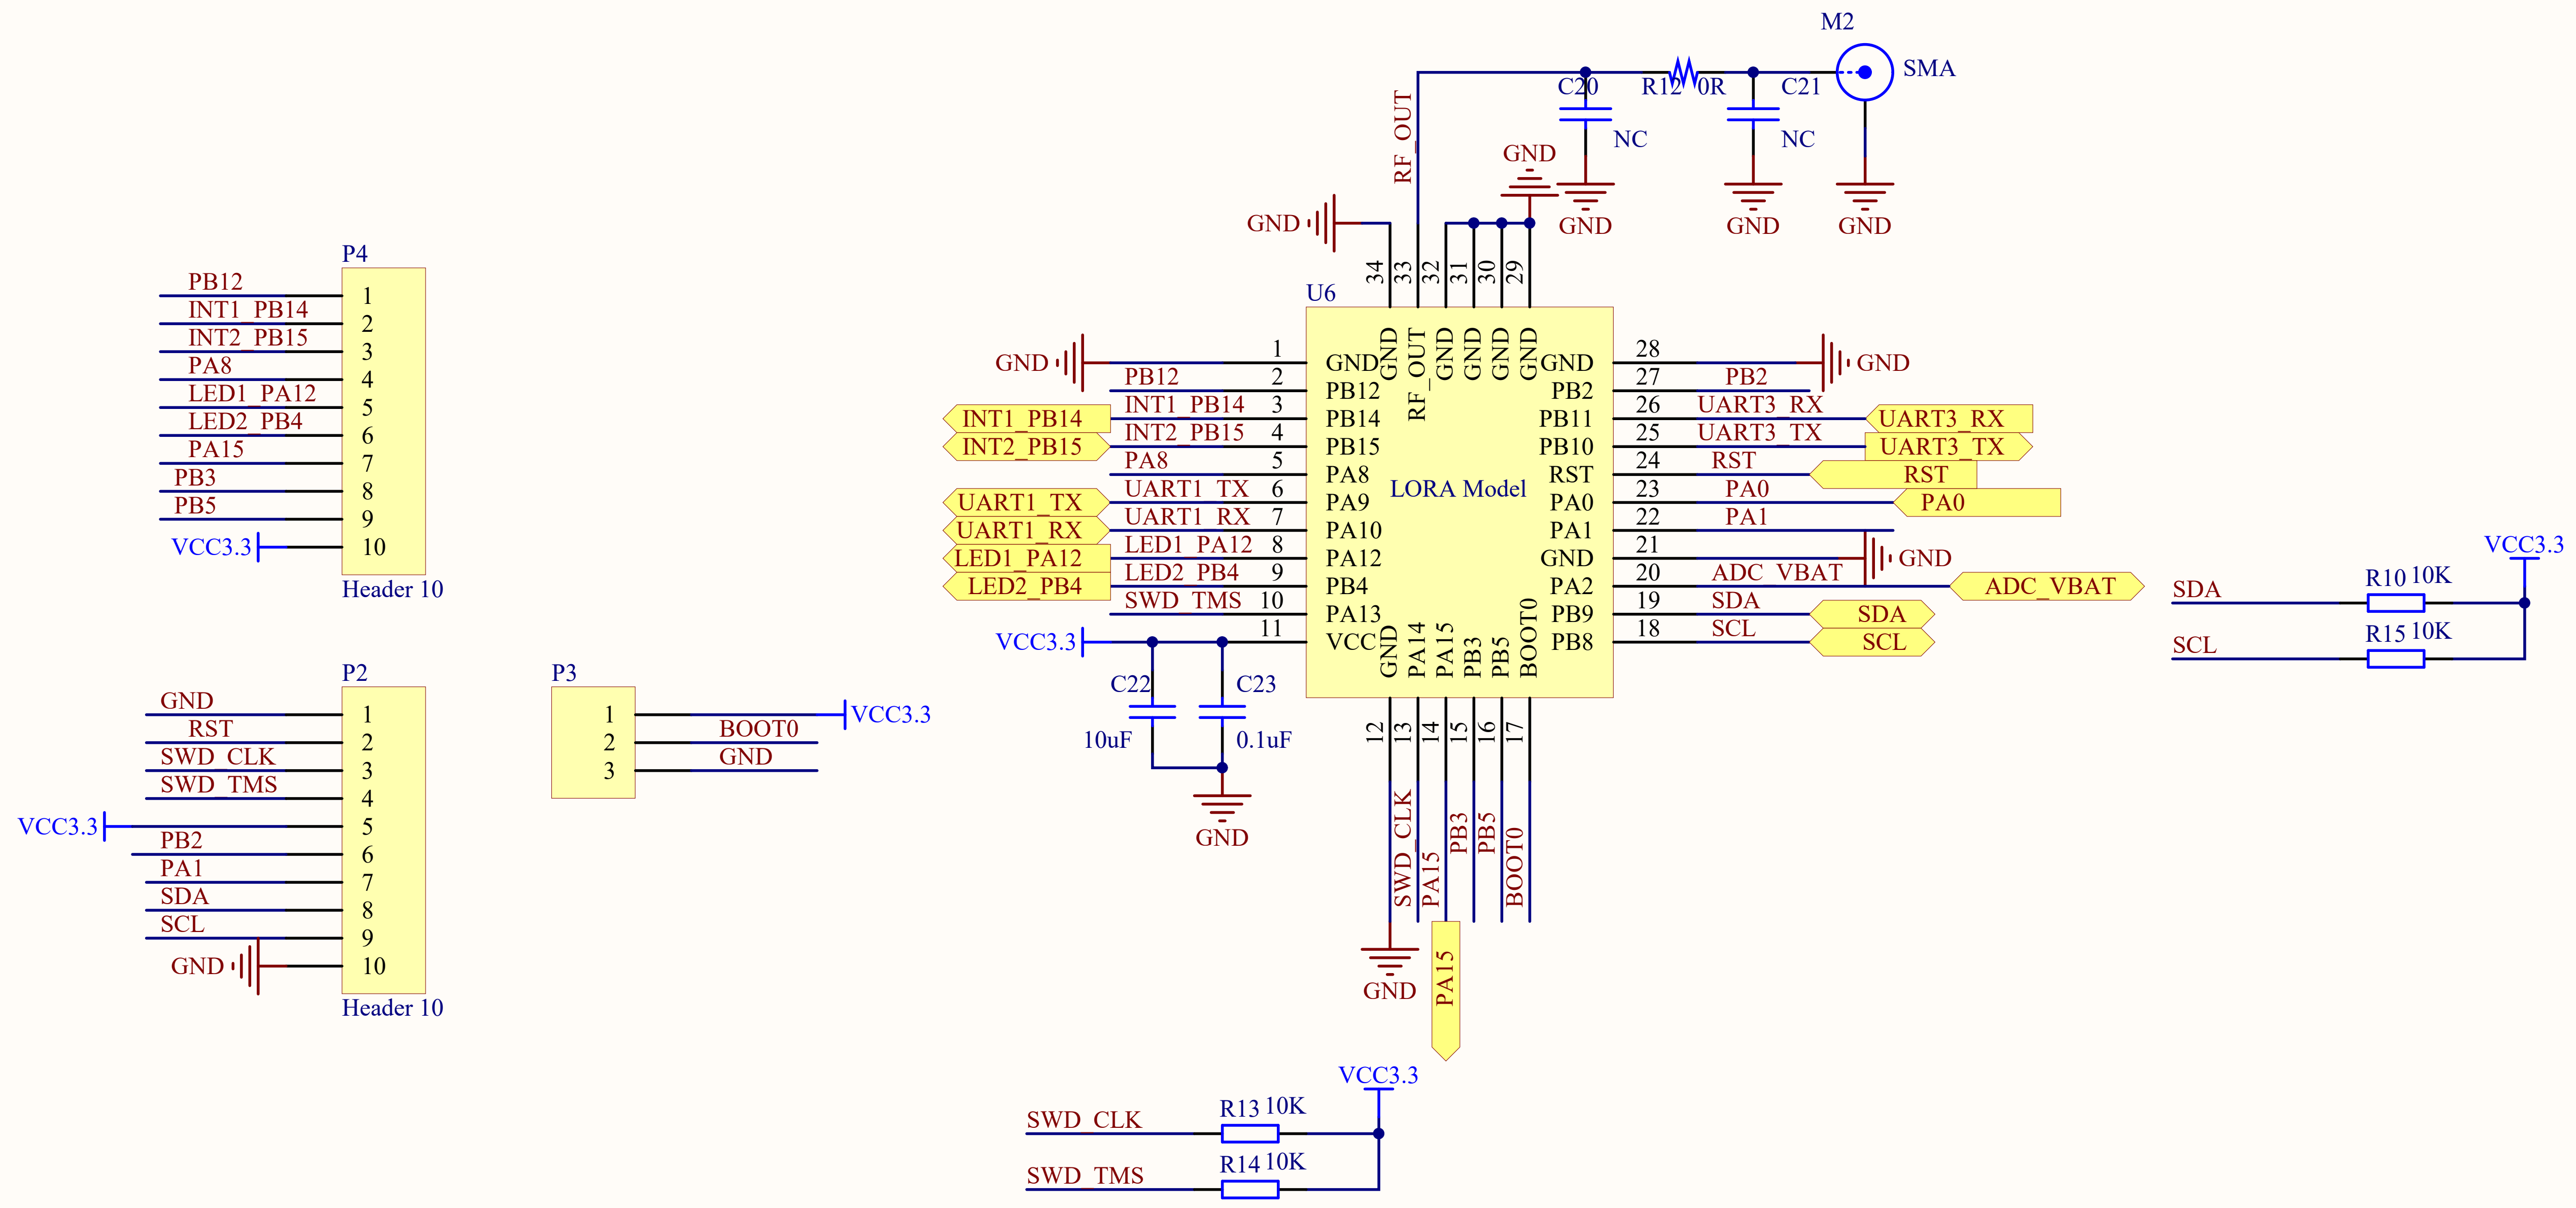 M2
SMA
C20
R12 0R
C21
NC
NC
RF_OUT
GND
GND
GND
GND
GND
34
33
32
31
30
29
P4
PB12
1
INT1_PB14
2
INT2_PB15
3
PA8
4
LED1_PA12
5
LED2_PB4
6
PA15
7
PB3
8
PB5
9
VCC3.3
10
Header 10
U6
LORA Model
GND
RF_OUT
GND
GND
GND
GND
GND
1
GND
PB12
2
PB12
INT1_PB14
INT1_PB14
3
PB14
INT2_PB15
INT2_PB15
4
PB15
PA8
5
PA8
UART1_TX
UART1_TX
6
PA9
UART1_RX
UART1_RX
7
PA10
LED1_PA12
LED1_PA12
8
PA12
LED2_PB4
LED2_PB4
9
PB4
SWD_TMS
10
PA13
VCC3.3
11
VCC
GND
28
GND
PB2
27
PB2
PB11
26
UART3_RX
UART3_RX
PB10
25
UART3_TX
UART3_TX
RST
24
RST
RST
PA0
23
PA0
PA0
PA1
22
PA1
GND
21
GND
PA2
20
ADC_VBAT
ADC_VBAT
PB9
19
SDA
SDA
PB8
18
SCL
SCL
GND
PA14
PA15
PB3
PB5
BOOT0
12
13
14
15
16
17
SWD_CLK
PA15
PB3
PB5
BOOT0
GND
PA15
C22
10uF
C23
0.1uF
GND
VCC3.3
SDA
R10 10K
SCL
R15 10K
P2
GND
1
RST
2
SWD_CLK
3
SWD_TMS
4
VCC3.3
5
PB2
6
PA1
7
SDA
8
SCL
9
GND
10
Header 10
P3
1
VCC3.3
2
BOOT0
3
GND
VCC3.3
SWD_CLK
R13 10K
SWD_TMS
R14 10K